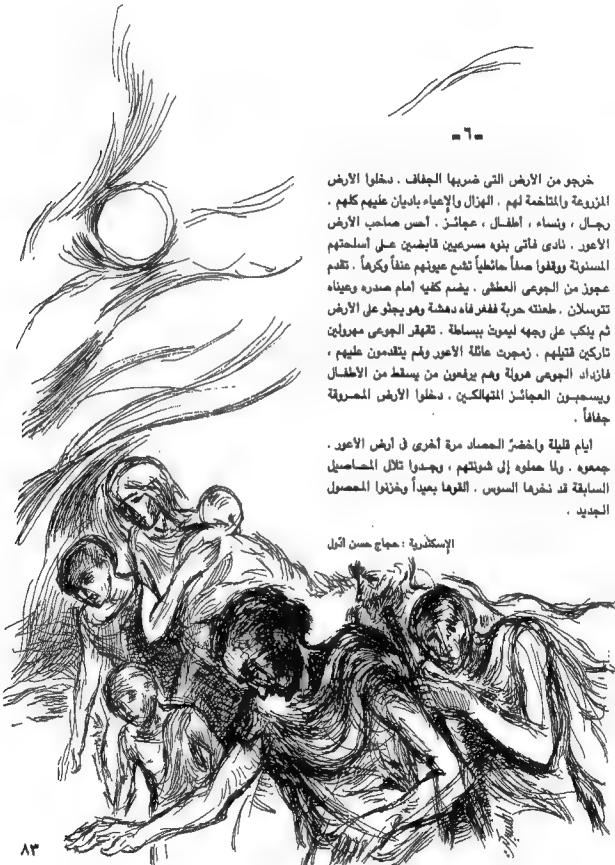 ــ ٦ ــ
خرجو من الأرض التى ضربها الجفاف . دخلوا الأرض
المزروعة والمتاخمة لهم . الهزال والإعياء باديان عليهم كلهم .
رجال ، ونساء ، أطفال ، عجائز . أحس صاحب الأرض
الأعور . نادى فأتى بنوه مسرعيين قابضين على أسلحتهم
المسنونة ووقفوا صفاً حائطياً تشع عيونهم عنفاً وكرهاً . تقدم
عجوز من الجوعى العطشى . يضم كفيه أمام صدره وعيناه
تتوسلان . طعنته حربة ففغر فاه دهشة وهو يجثو على الأرض
ثم ينكب على وجهه ليموت ببساطة . تقهقر الجوعى مهرولين
تاركين قتيلهم . زمجرت عائلة الأعور وهم يتقدمون عليهم ،
فازداد الجوعى هرولة وهم يرفعون من يسقط من الأطفال
ويسحبون العجائز المتهالكين . دخلوا الأرض المحروقة
جفافاً .
أيام قليلة واخضرّ الحصاد مرة أخرى فى أرض الأعور .
جمعوه . ولما حملوه إلى شونتهم ، وجدوا تلال المحاصيل
السابقة قد نخرها السوس . ألقوها بعيداً وخزنوا المحصول
الجديد .
الإسكندرية : حجاج حسن أدول
٨٣